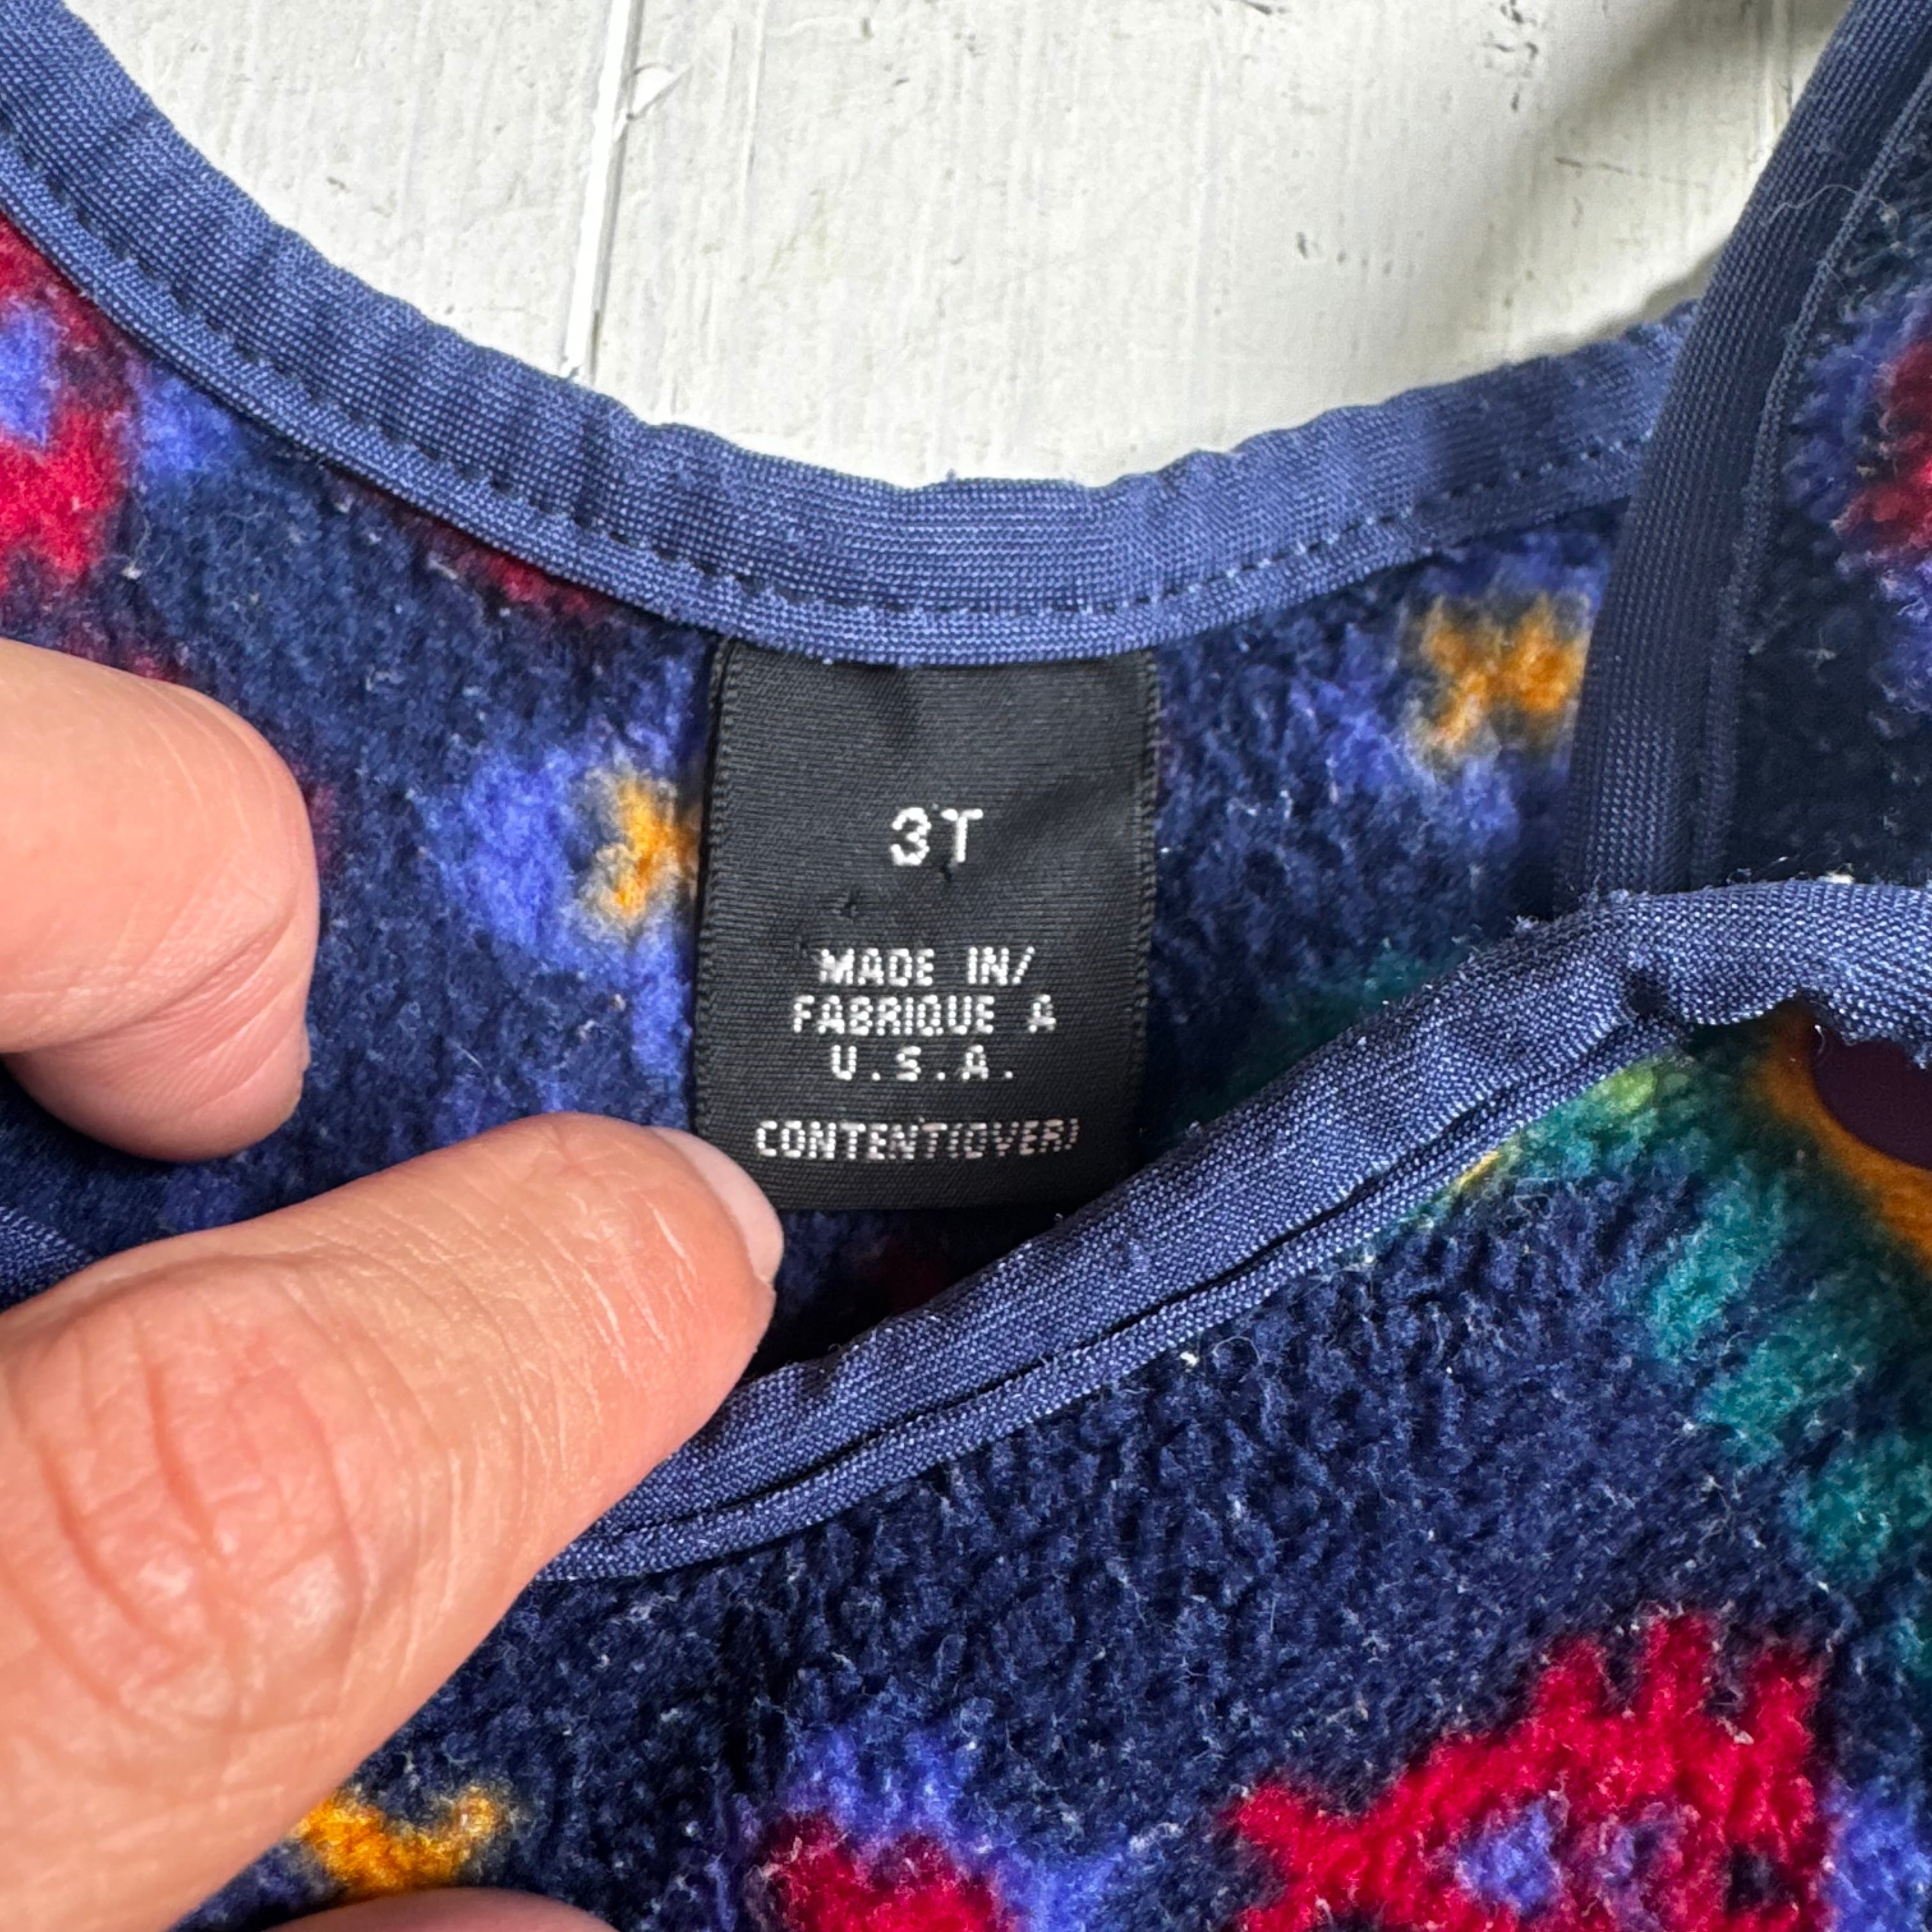 3T
MADE IN/
FABRIQUE A
U.S.A.
CONTENT(OVER)